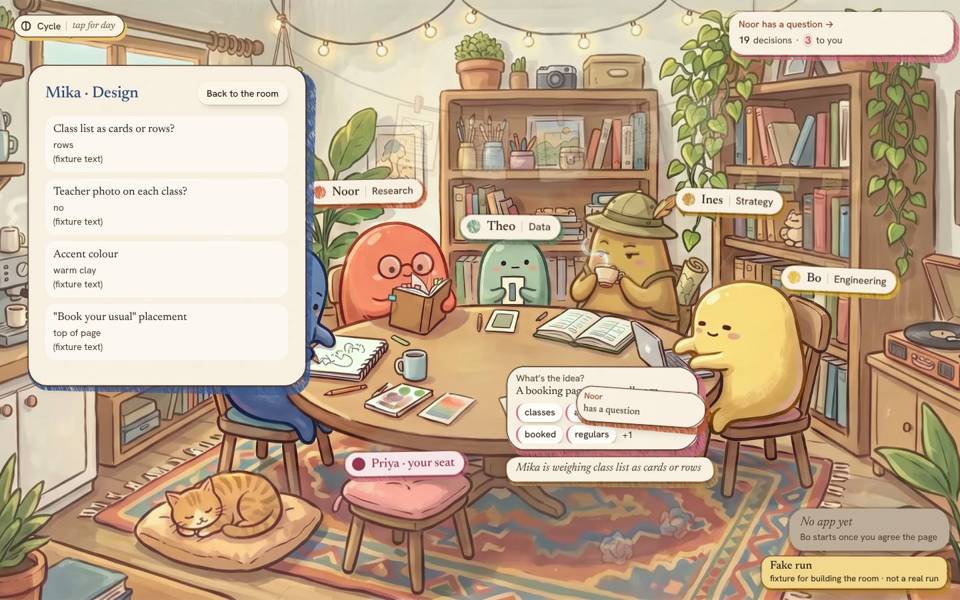 Cycle tap for day
Noor has a question →
19 decisions · 3 to you
Mika · Design
Back to the room
Class list as cards or rows?
rows
(fixture text)
Teacher photo on each class?
no
(fixture text)
Accent colour
warm clay
(fixture text)
"Book your usual" placement
top of page
(fixture text)
Noor Research
Theo Data
Ines Strategy
Bo Engineering
What's the idea?
A booking
classes
booked regulars +1
Noor
has a question
Mika is weighing class list as cards or rows
Priya · your seat
No app yet
Bo starts once you agree the page
Fake run
fixture for building the room · not a real run